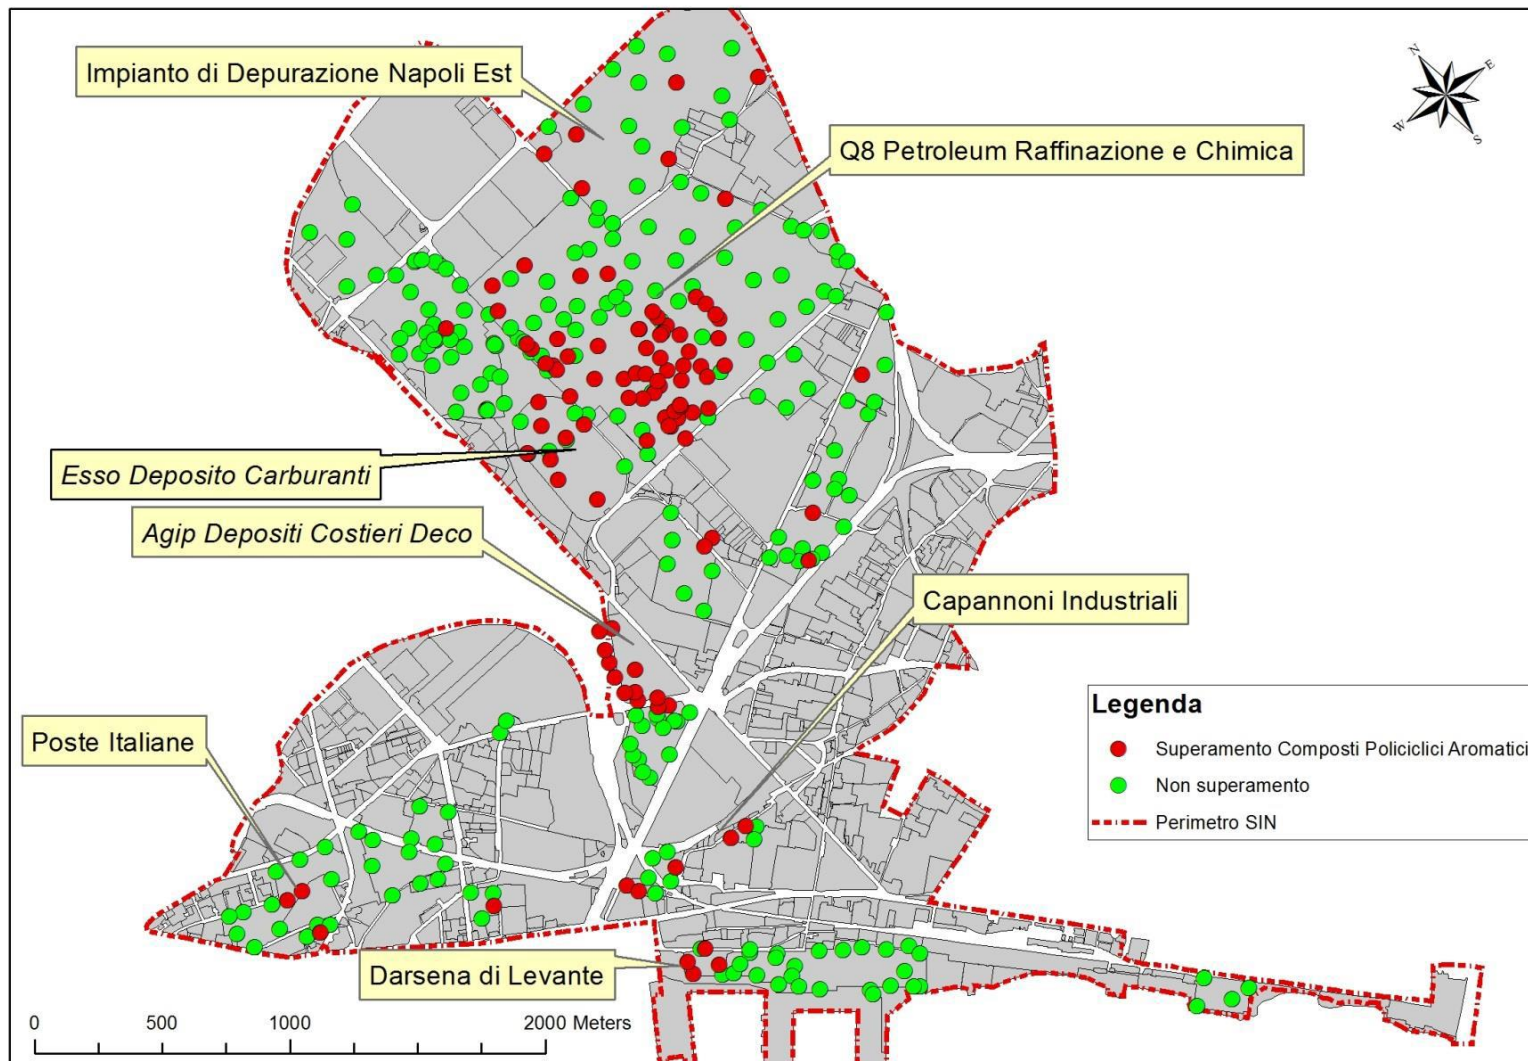 Impianto di Depurazione Napoli Est
N
E
W
S
Q8 Petroleum Raffinazione e Chimica
Esso Deposito Carburanti
Agip Depositi Costieri Deco
Capannoni Industriali
Poste Italiane
Legenda
Superamento Composti Policiclici Aromatici
Non superamento
Perimetro SIN
Darsena di Levante
0 500 1000 2000 Meters